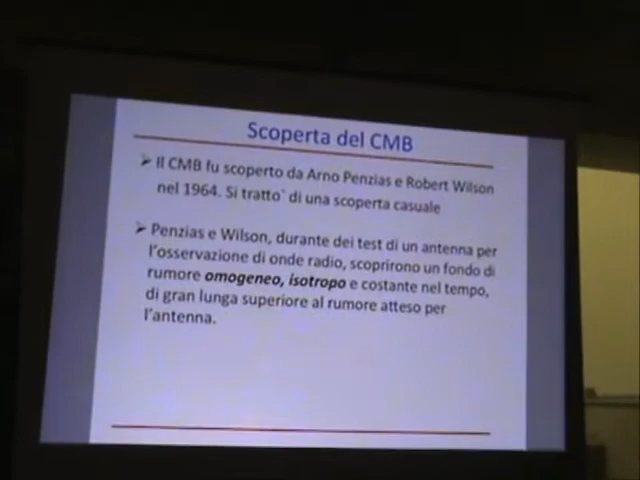 Scoperta del CMB
➢ Il CMB fu scoperto da Arno Penzias e Robert Wilson
nel 1964. Si tratto` di una scoperta casuale
➢ Penzias e Wilson, durante dei test di un antenna per
l'osservazione di onde radio, scoprirono un fondo di
rumore omogeneo, isotropo e costante nel tempo,
di gran lunga superiore al rumore atteso per
l'antenna.